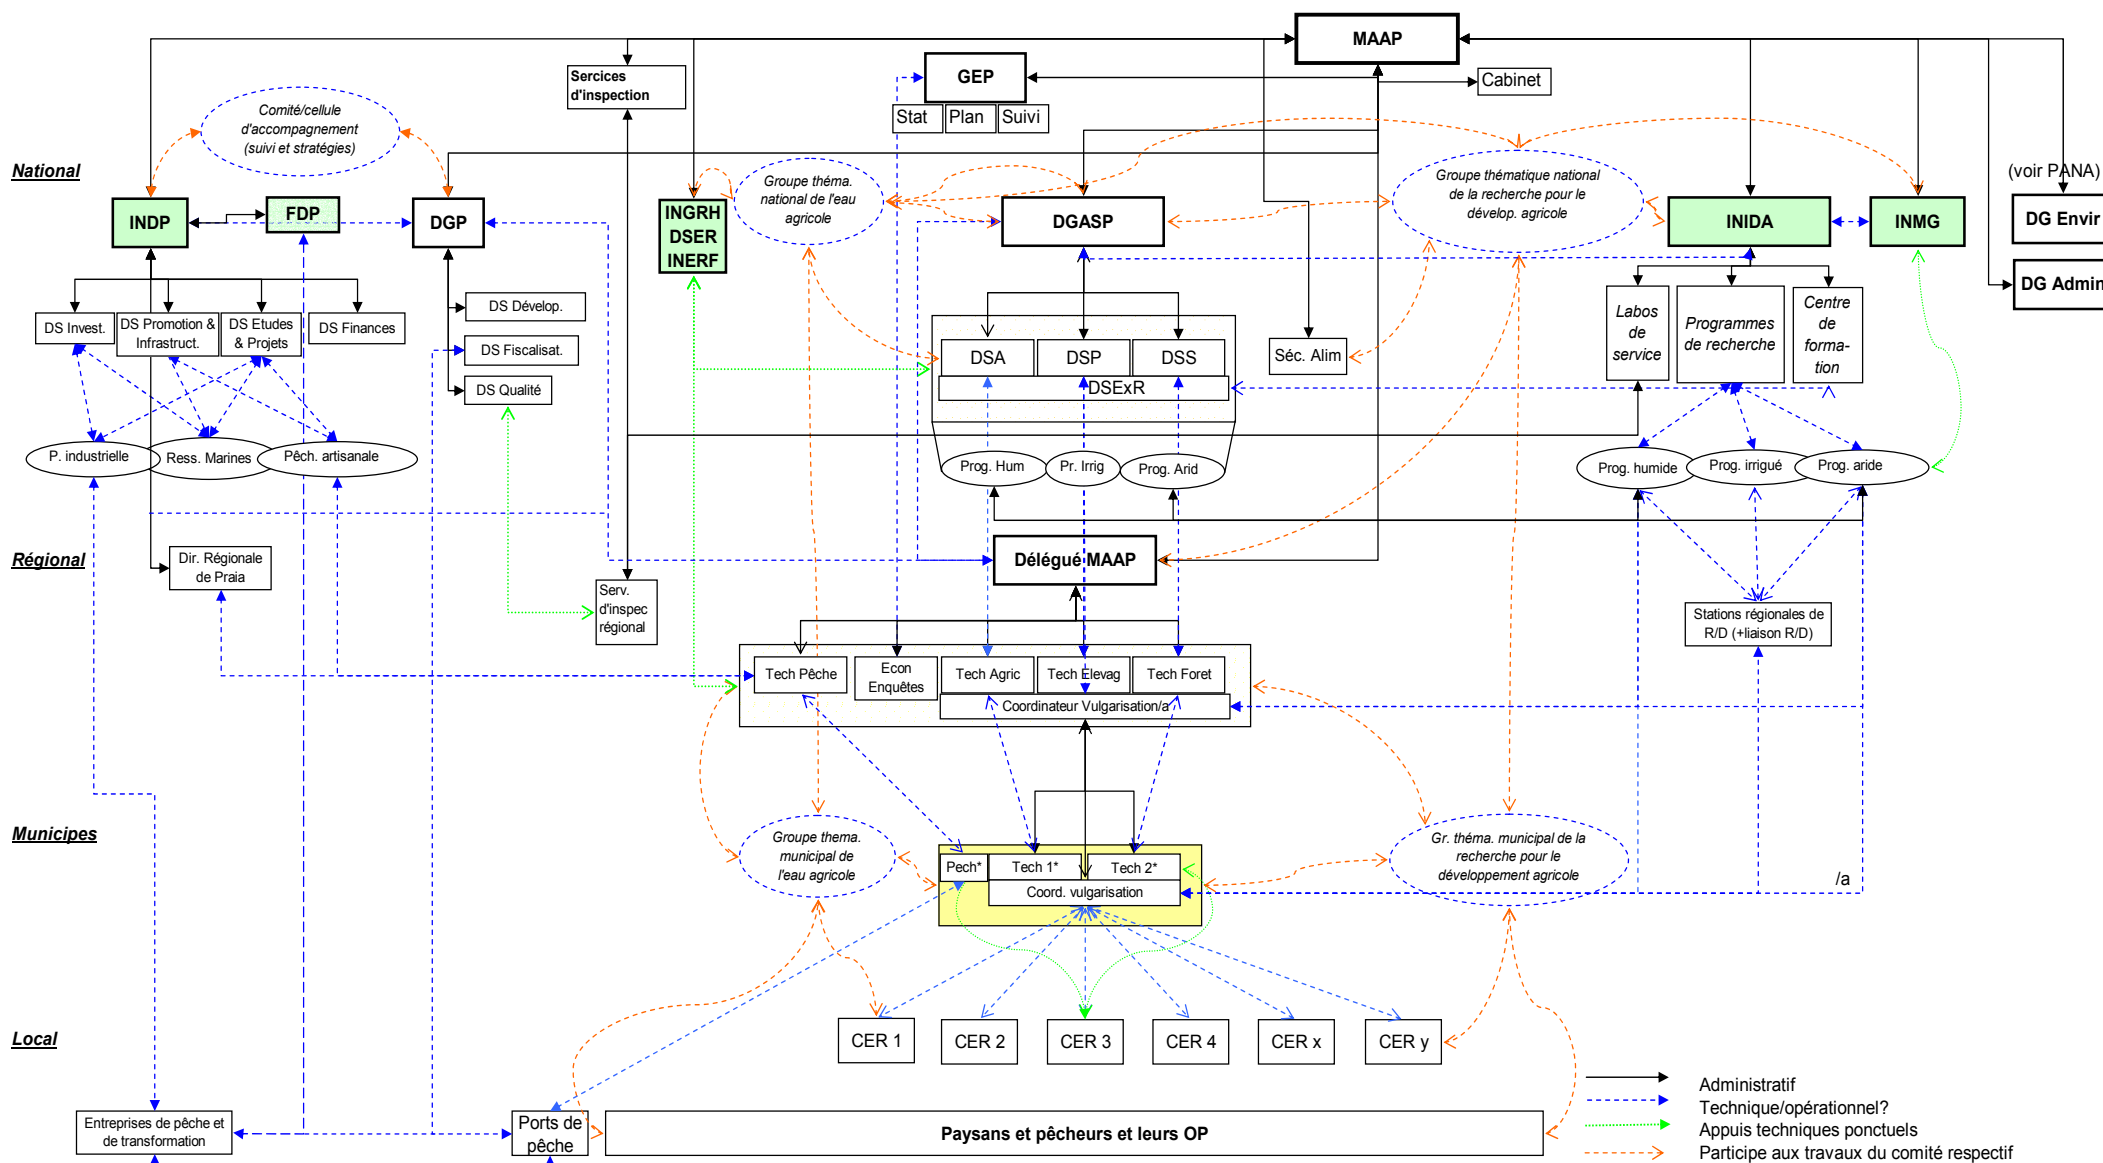 MAAP
GEP
Sercices
d'inspection
Cabinet
Stat
Plan
Suivi
Comité/cellule
d'accompagnement
(suivi et stratégies)
National
Groupe théma.
national de l'eau
agricole
Groupe thématique national
de la recherche pour le
dévelop. agricole
(voir PANA)
INDP
FDP
DGP
INGRH
DSER
INERF
DGASP
INIDA
INMG
DG Envir
DG Admin
DS Invest.
DS Promotion &
Infrastruct.
DS Etudes
& Projets
DS Finances
DS Dévelop.
DS Fiscalisat.
DS Qualité
DSA
DSP
DSS
DSExR
Séc. Alim
Labos
de
service
Programmes
de recherche
Centre
de
forma-
tion
P. industrielle
Ress. Marines
Pêch. artisanale
Prog. Hum
Pr. Irrig
Prog. Arid
Prog. humide
Prog. irrigué
Prog. aride
Régional
Dir. Régionale
de Praia
Délégué MAAP
Serv.
d'inspec
régional
Stations régionales de
R/D (+liaison R/D)
Tech Pêche
Econ
Enquêtes
Tech Agric
Tech Elevag
Tech Foret
Coordinateur Vulgarisation/a
Municipes
Groupe thema.
municipal de
l'eau agricole
Pech*
Tech 1*
Tech 2*
Coord. vulgarisation
Gr. théma. municipal de la
recherche pour le
développement agricole
/a
Local
CER 1
CER 2
CER 3
CER 4
CER x
CER y
Entreprises de pêche et
de transformation
Ports de
pêche
Paysans et pêcheurs et leurs OP
Administratif
Technique/opérationnel?
Appuis techniques ponctuels
Participe aux travaux du comité respectif